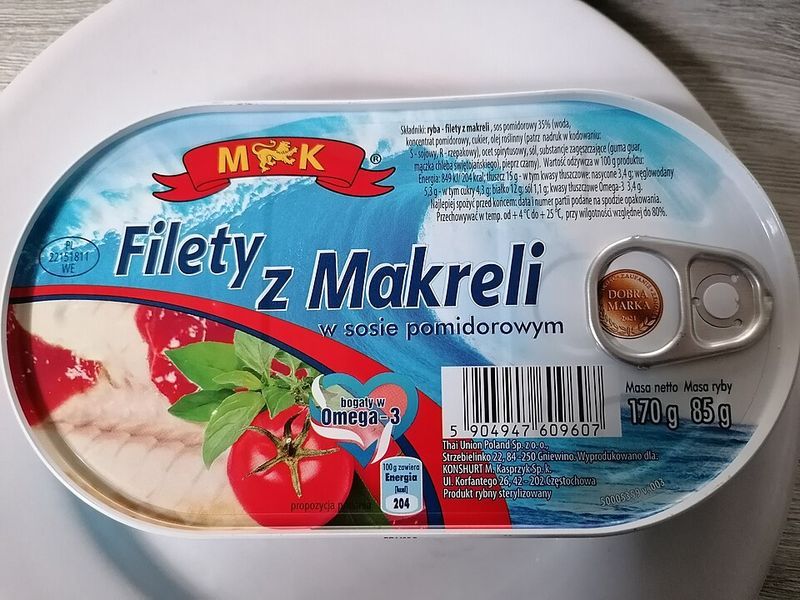 MK
®
Składniki: ryba - filety z makreli, sos pomidorowy 35% (woda,
koncentrat pomidorowy, cukier, olej roślinny (patrz nadruk w kodowaniu:
S - sojowy, R - rzepakowy), ocet spirytusowy, sól, substancje zagęszczające (guma guar,
mączka chleba świętojańskiego), pieprz czarny). Wartość odżywcza w 100 g produktu:
Energia: 849 kJ/ 204 kcal; tłuszcz 15 g - w tym kwasy tłuszczowe: nasycone 3,4 g; węglowodany
5,3 g - w tym cukry 4,3 g; białko 12 g; sól 1,1 g; kwasy tłuszczowe Omega-3 3,4 g.
Najlepiej spożyć przed końcem: data i numer partii podane na spodzie opakowania.
Przechowywać w temp. od + 4 °C do + 25 °C, przy wilgotności względnej do 80%.
PL
22151811
WE
Filety
z Makreli
w sosie pomidorowym
DOBRA
MARKA
2021
bogaty w
Omega-3
100 g zawiera
Energia
[kcal]
204
propozycja
5 904947 609607
Masa netto Masa ryby
170 g 85 g
Thai Union Poland Sp. z o.o.,
Strzebielinko 22, 84-250 Gniewino. Wyprodukowano dla:
KONSHURT M. Kasprzyk Sp. k.
Ul. Korfantego 26, 42 - 202 Częstochowa
Produkt rybny sterylizowany